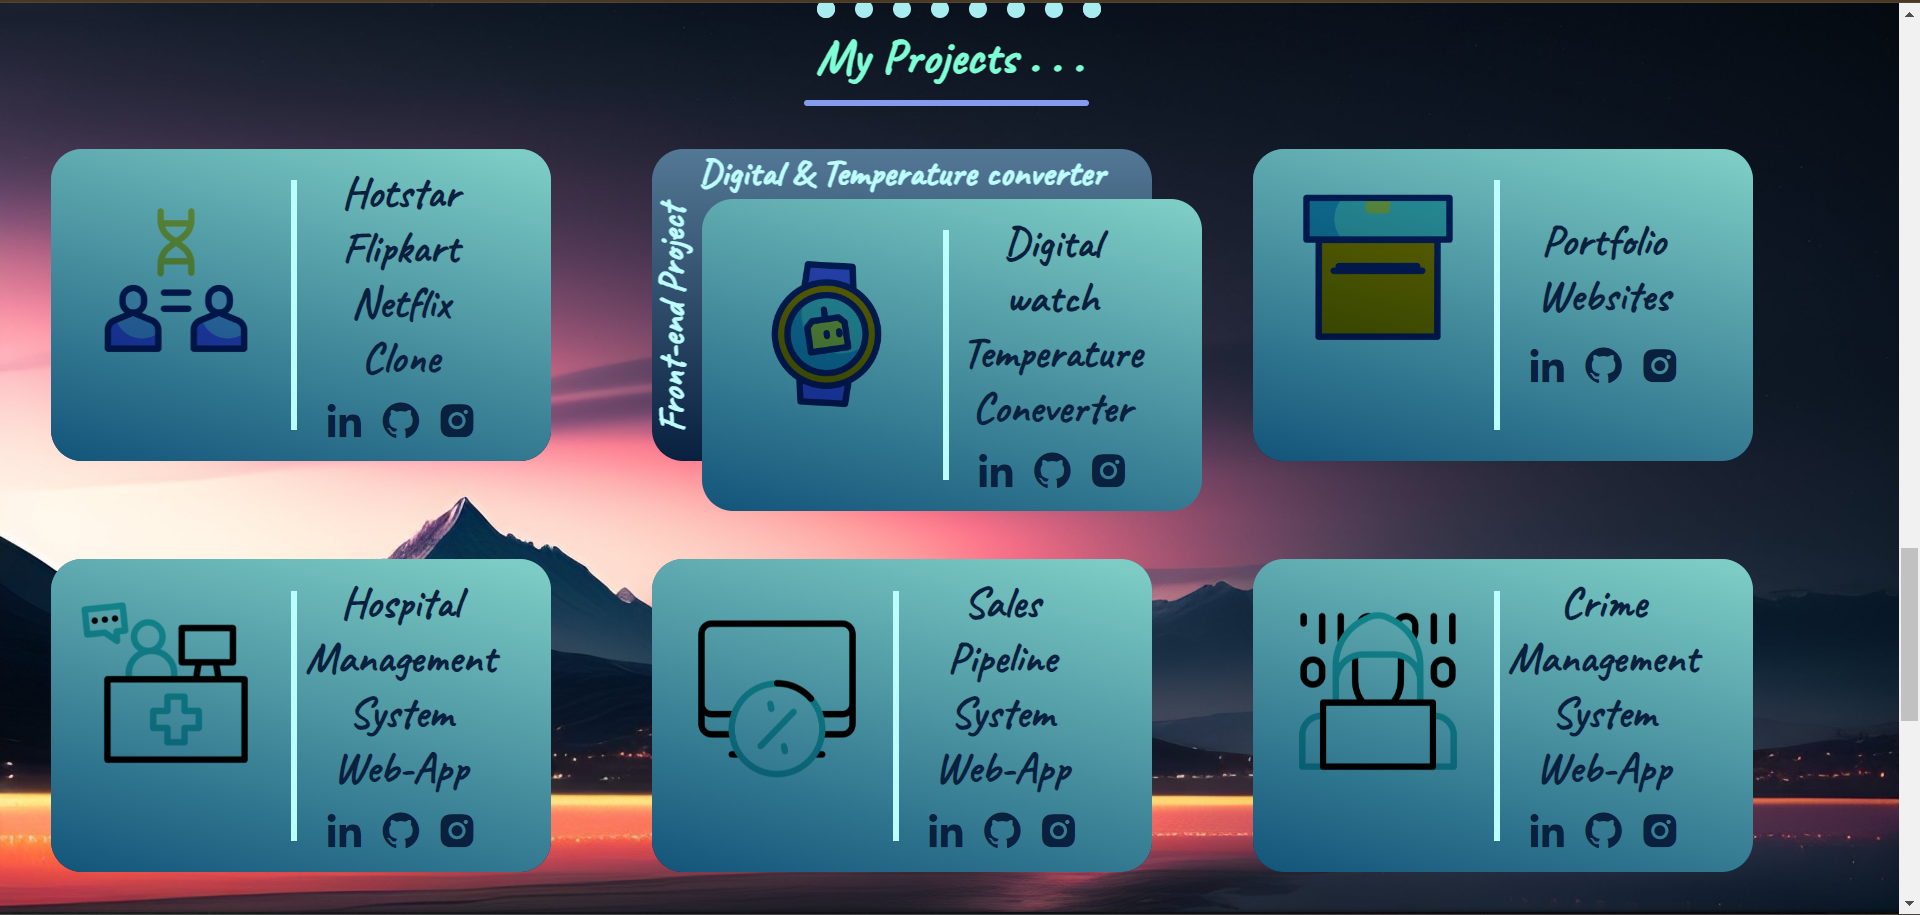 My Projects . . .
Hotstar
Flipkart
Netflix
Clone
in
Digital & Temperature converter
Front-end Project
Digital
watch
Temperature
Coneverter
in
Portfolio
Websites
in
Hospital
Management
System
Web-App
in
Sales
Pipeline
System
Web-App
in
Crime
Management
System
Web-App
in